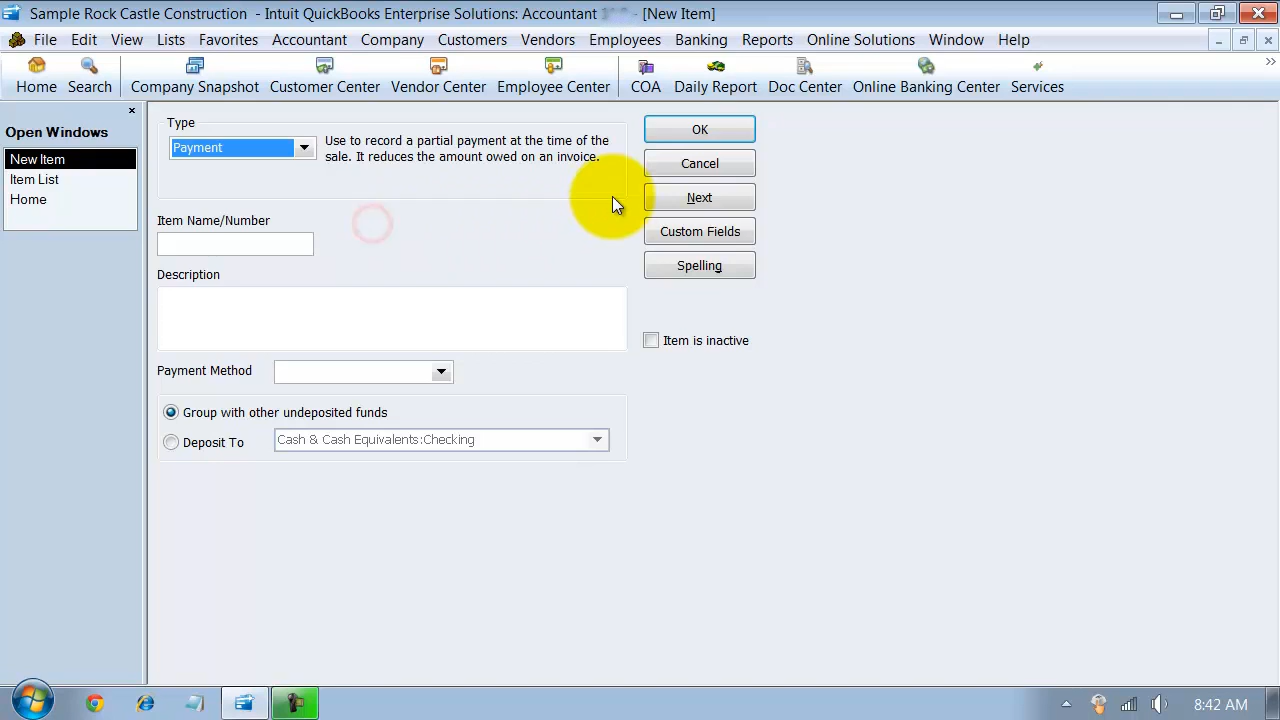 Sample Rock Castle Construction - Intuit QuickBooks Enterprise Solutions: Accountant - [New Item]
File Edit View Lists Favorites Accountant Company Customers Vendors Employees Banking Reports Online Solutions Window Help
Home Search Company Snapshot Customer Center Vendor Center Employee Center COA Daily Report Doc Center Online Banking Center Services
Open Windows
New Item
Item List
Home
Type
Payment
Use to record a partial payment at the time of the
sale. It reduces the amount owed on an invoice.
Item Name/Number
Description
Payment Method
Group with other undeposited funds
Deposit To Cash & Cash Equivalents:Checking
OK
Cancel
Next
Custom Fields
Spelling
Item is inactive
8:42 AM